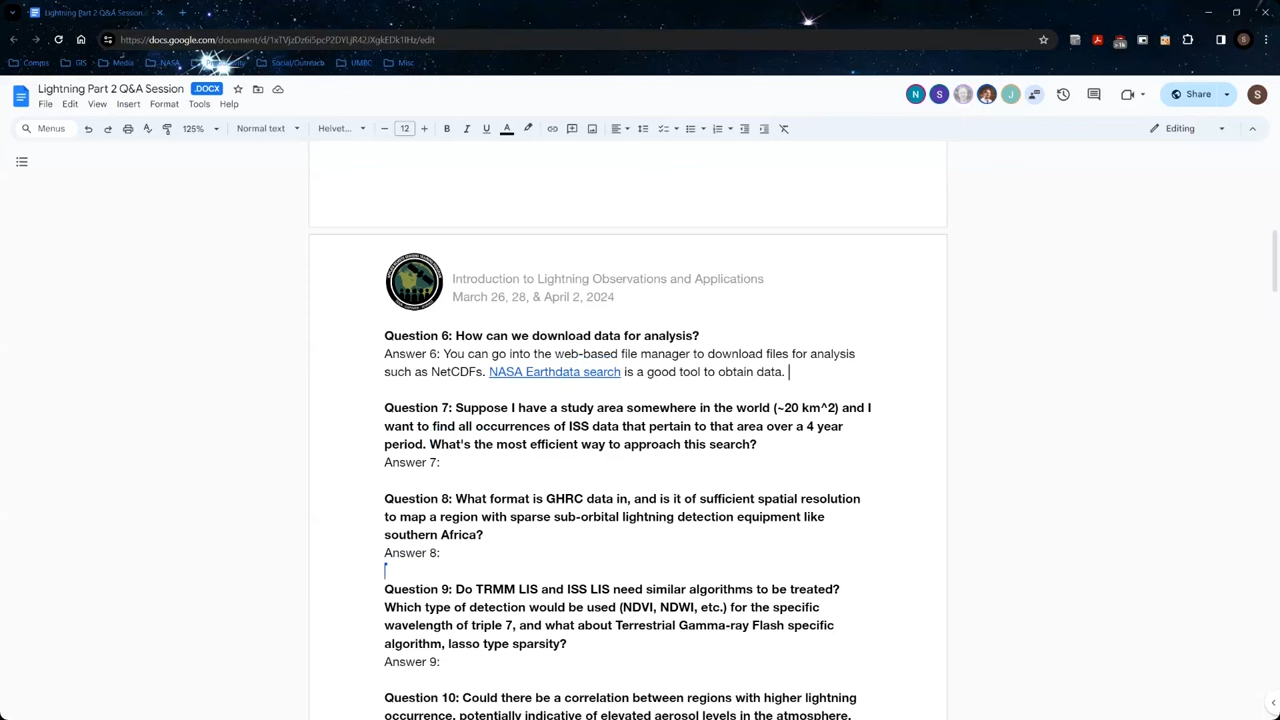 Lightning Part 2 Q&A Session
https://docs.google.com/document/d/1xTVjzDz6i5pcP2DYLjR42JXgkEDk1IHz/edit
Comps GIS Media NASA Social/Outreach UMBC Misc
Lightning Part 2 Q&A Session .DOCX
File Edit View Insert Format Tools Help
N S J Share S
Menus 125% Normal text Helvet... 12 B I U A Editing
Introduction to Lightning Observations and Applications
March 26, 28, & April 2, 2024
Question 6: How can we download data for analysis?
Answer 6: You can go into the web-based file manager to download files for analysis
such as NetCDFs. NASA Earthdata search is a good tool to obtain data.
Question 7: Suppose I have a study area somewhere in the world (~20 km^2) and I
want to find all occurrences of ISS data that pertain to that area over a 4 year
period. What's the most efficient way to approach this search?
Answer 7:
Question 8: What format is GHRC data in, and is it of sufficient spatial resolution
to map a region with sparse sub-orbital lightning detection equipment like
southern Africa?
Answer 8:
Question 9: Do TRMM LIS and ISS LIS need similar algorithms to be treated?
Which type of detection would be used (NDVI, NDWI, etc.) for the specific
wavelength of triple 7, and what about Terrestrial Gamma-ray Flash specific
algorithm, lasso type sparsity?
Answer 9:
Question 10: Could there be a correlation between regions with higher lightning
occurrence, potentially indicative of elevated aerosol levels in the atmosphere,